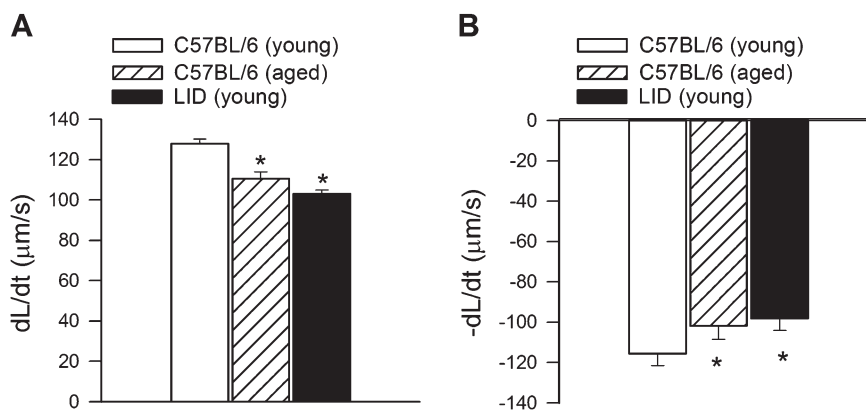 A
C57BL/6 (young)
C57BL/6 (aged)
LID (young)
140
120
100
80
60
40
20
0
dL/dt (μm/s)
*
*
B
C57BL/6 (young)
C57BL/6 (aged)
LID (young)
0
-20
-40
-60
-80
-100
-120
-140
-dL/dt (μm/s)
*
*